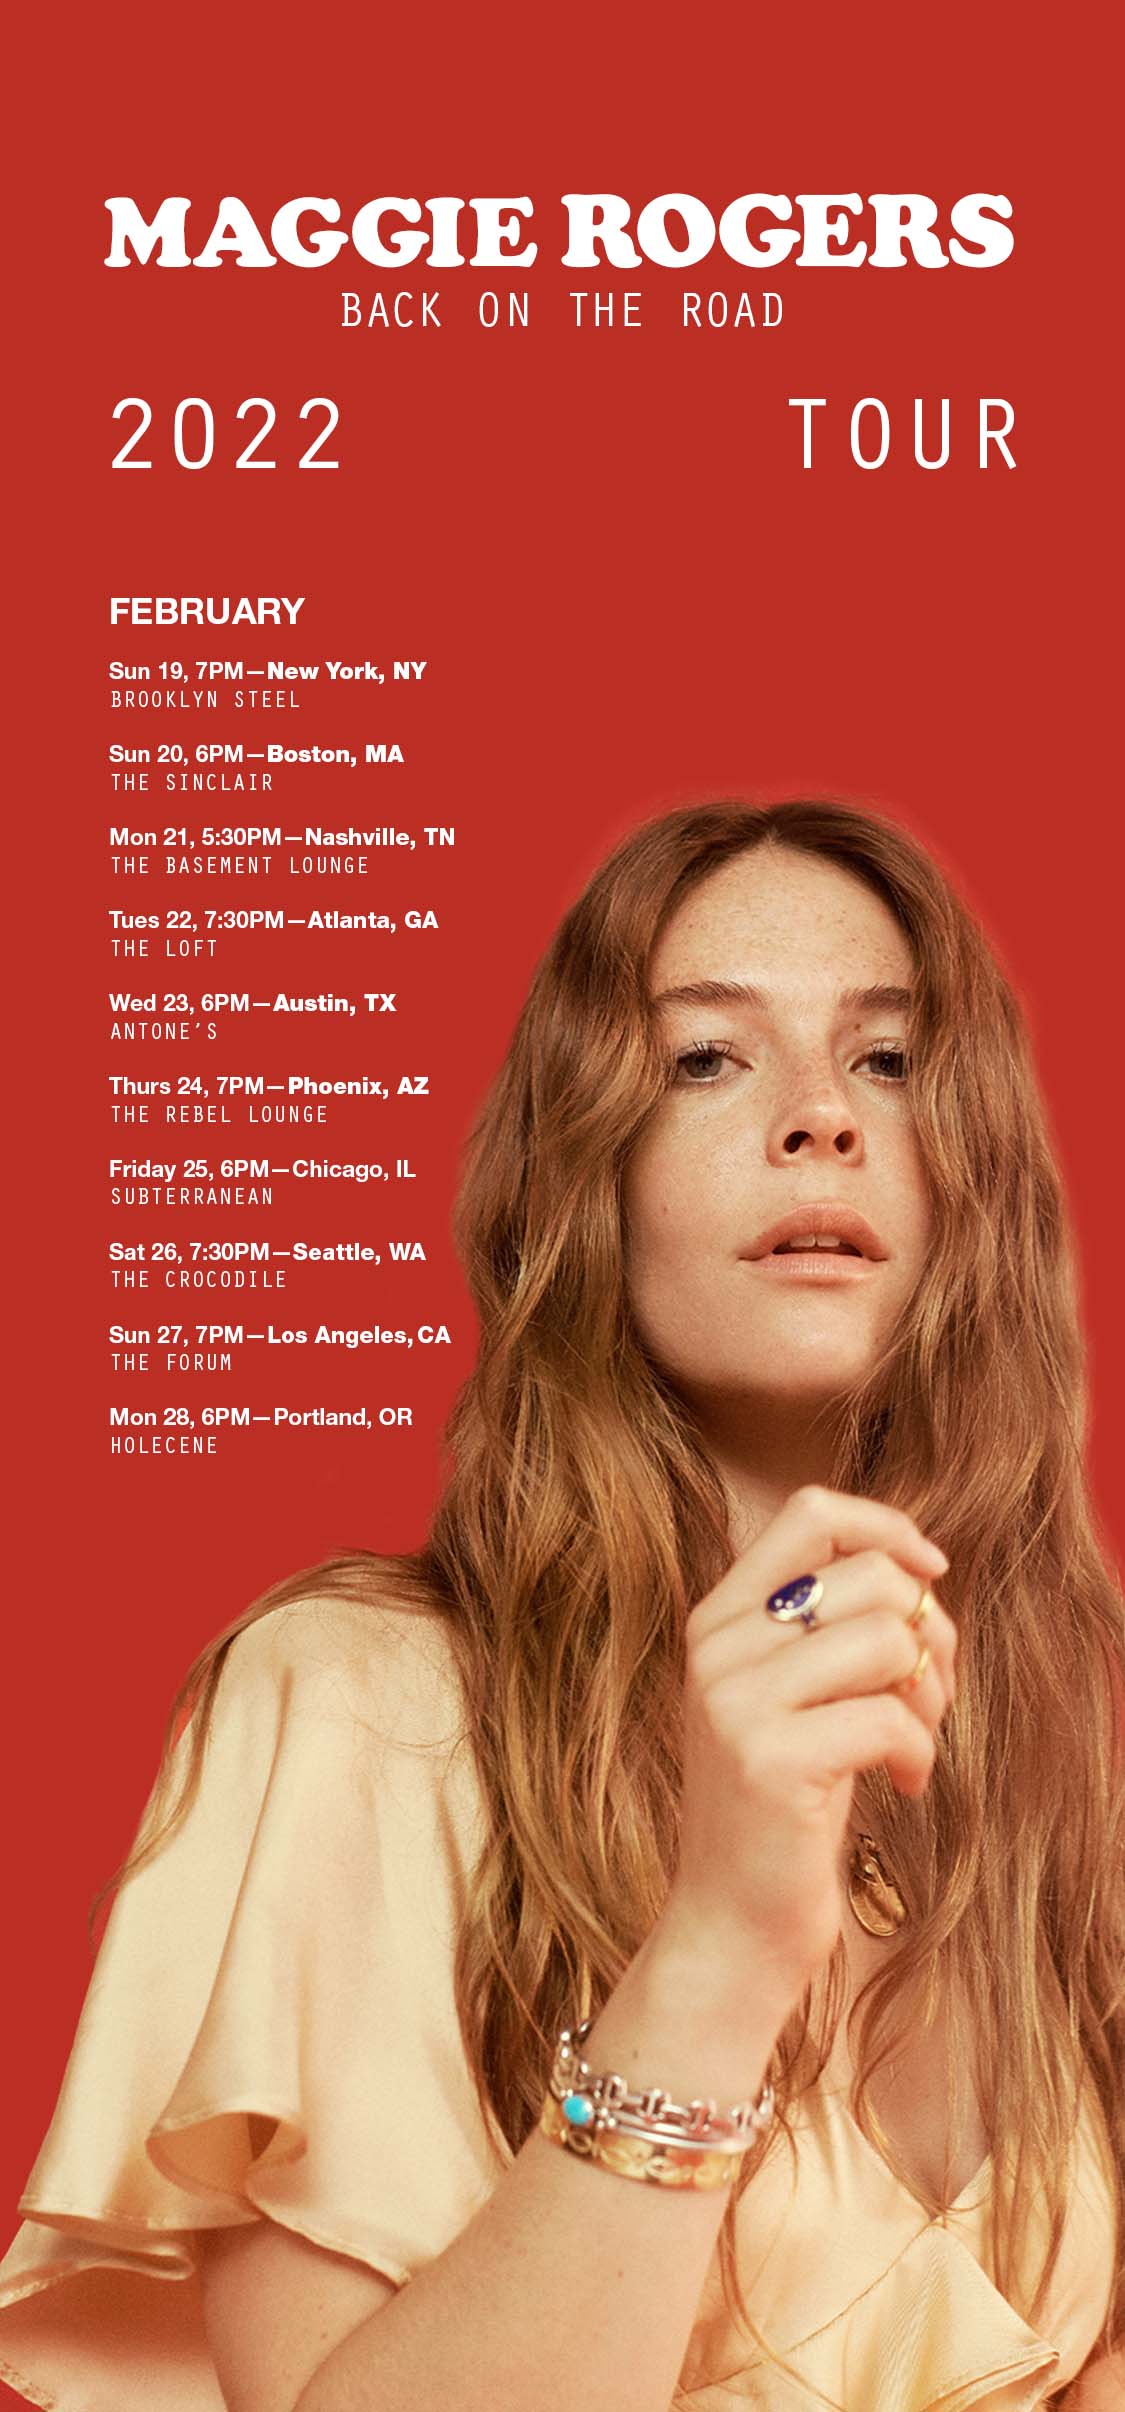 MAGGIE ROGERS
BACK ON THE ROAD
2022 TOUR
FEBRUARY
Sun 19, 7PM—New York, NY
BROOKLYN STEEL
Sun 20, 6PM—Boston, MA
THE SINCLAIR
Mon 21, 5:30PM—Nashville, TN
THE BASEMENT LOUNGE
Tues 22, 7:30PM—Atlanta, GA
THE LOFT
Wed 23, 6PM—Austin, TX
ANTONE'S
Thurs 24, 7PM—Phoenix, AZ
THE REBEL LOUNGE
Friday 25, 6PM—Chicago, IL
SUBTERRANEAN
Sat 26, 7:30PM—Seattle, WA
THE CROCODILE
Sun 27, 7PM—Los Angeles, CA
THE FORUM
Mon 28, 6PM—Portland, OR
HOLECENE